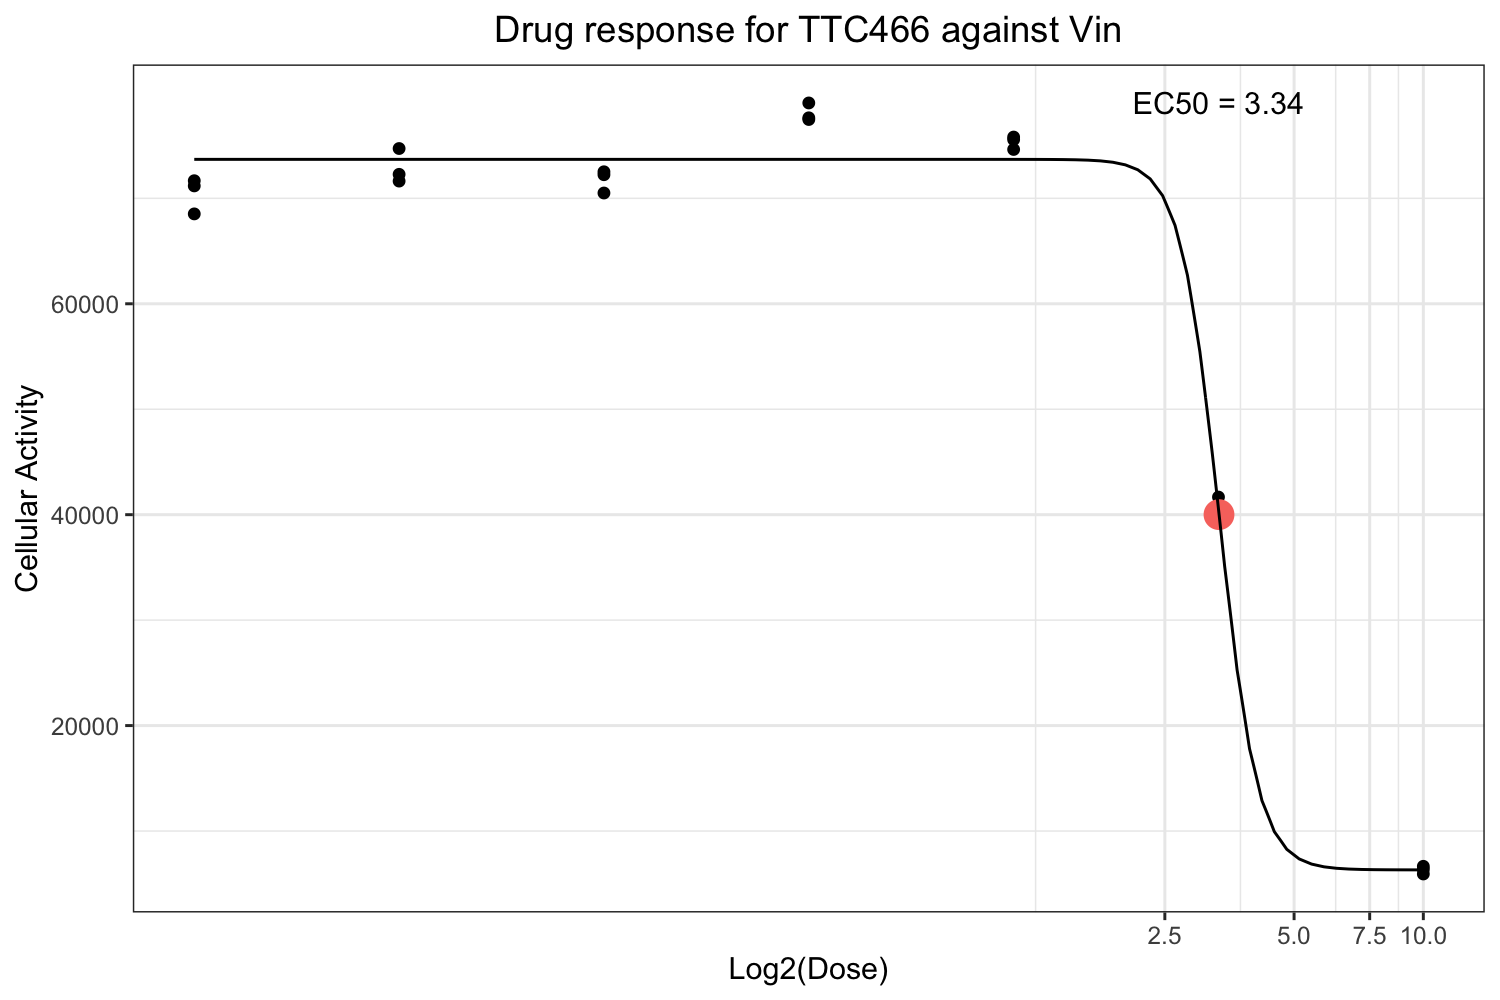 Drug response for TTC466 against Vin
EC50 = 3.34
Cellular Activity
60000
40000
20000
2.5 5.0 7.5 10.0
Log2(Dose)